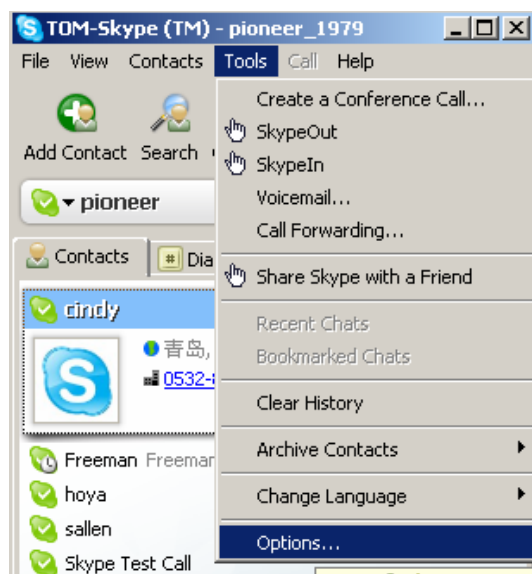 TOM-Skype (TM) - pioneer_1979
File View Contacts Tools Call Help
Add Contact Search
pioneer
Contacts Dia
cindy
青岛,
0532-
Freeman Freeman
hoya
sallen
Skype Test Call
Create a Conference Call...
SkypeOut
SkypeIn
Voicemail...
Call Forwarding...
Share Skype with a Friend
Recent Chats
Bookmarked Chats
Clear History
Archive Contacts
Change Language
Options...